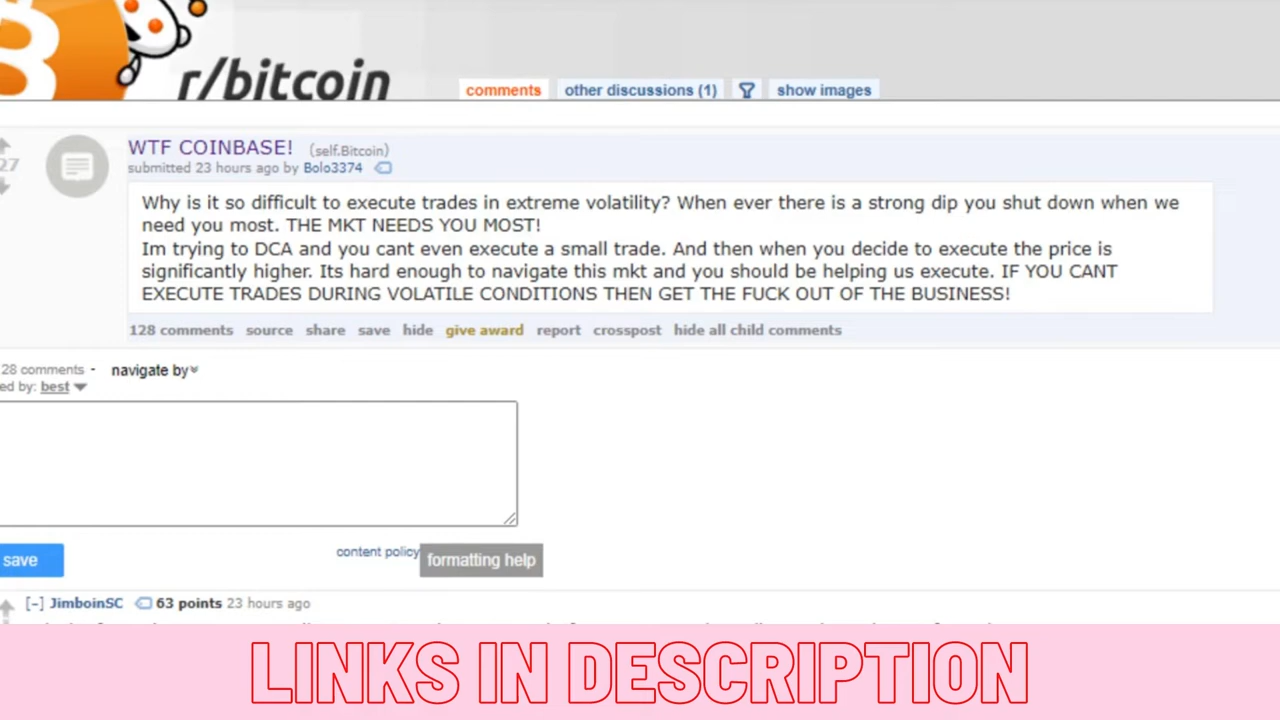 r/bitcoin
comments other discussions (1) show images
WTF COINBASE! (self.Bitcoin)
27
submitted 23 hours ago by Bolo3374
Why is it so difficult to execute trades in extreme volatility? When ever there is a strong dip you shut down when we
need you most. THE MKT NEEDS YOU MOST!
Im trying to DCA and you cant even execute a small trade. And then when you decide to execute the price is
significantly higher. Its hard enough to navigate this mkt and you should be helping us execute. IF YOU CANT
EXECUTE TRADES DURING VOLATILE CONDITIONS THEN GET THE FUCK OUT OF THE BUSINESS!
128 comments source share save hide give award report crosspost hide all child comments
28 comments - navigate by
ed by: best
save content policy formatting help
[-] JimboinSC 63 points 23 hours ago
LINKS IN DESCRIPTION